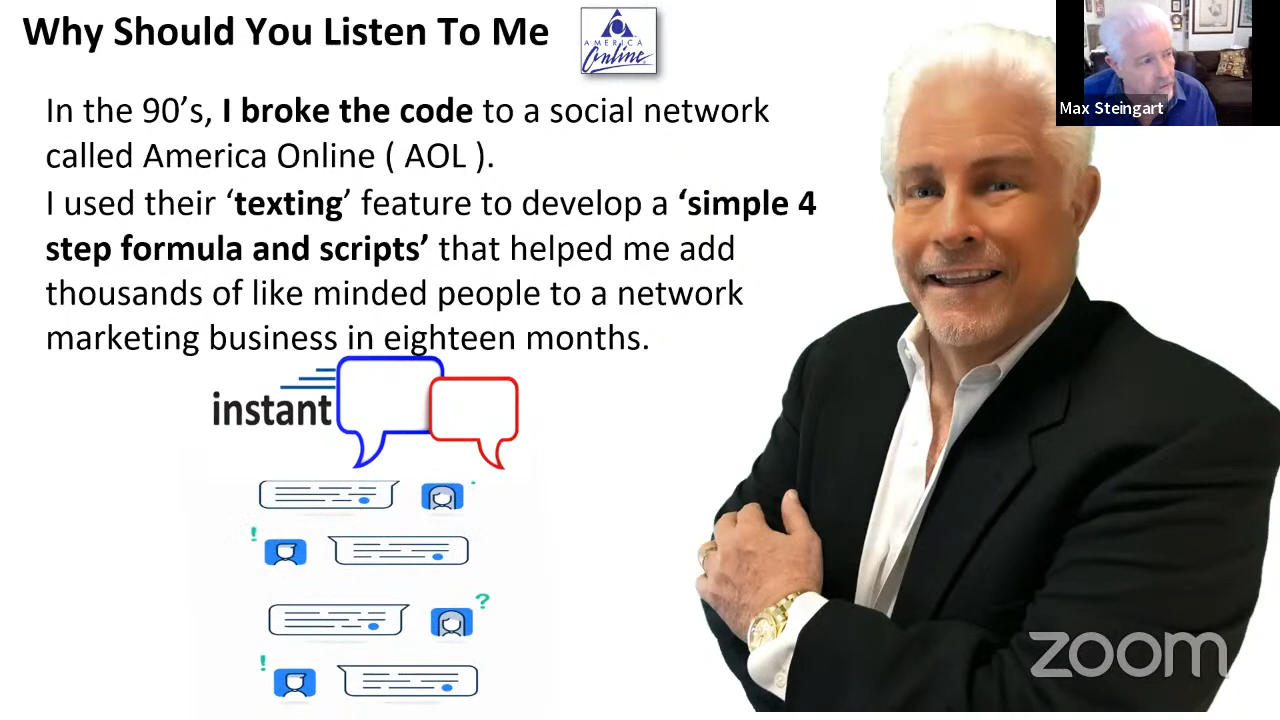 Why Should You Listen To Me
AMERICA
Online
Max Steingart
In the 90’s, I broke the code to a social network
called America Online ( AOL ).
I used their ‘texting’ feature to develop a ‘simple 4
step formula and scripts’ that helped me add
thousands of like minded people to a network
marketing business in eighteen months.
instant
!
?
!
zoom